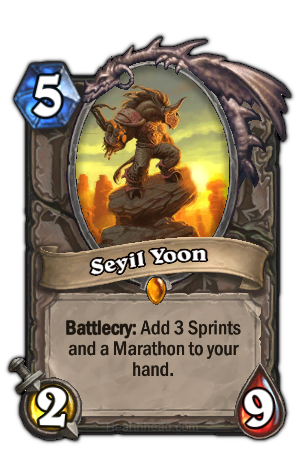 5
Seyil Yoon
Battlecry: Add 3 Sprints
and a Marathon to your
hand.
2
9